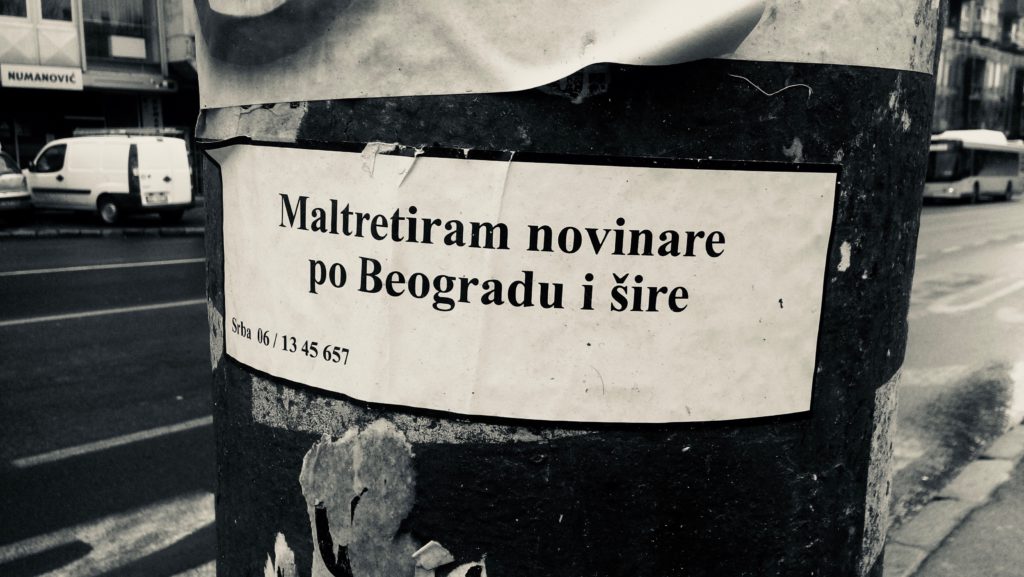 NUMANOVIĆ
Maltretiram novinare
po Beogradu i šire
Srba 06 / 13 45 657